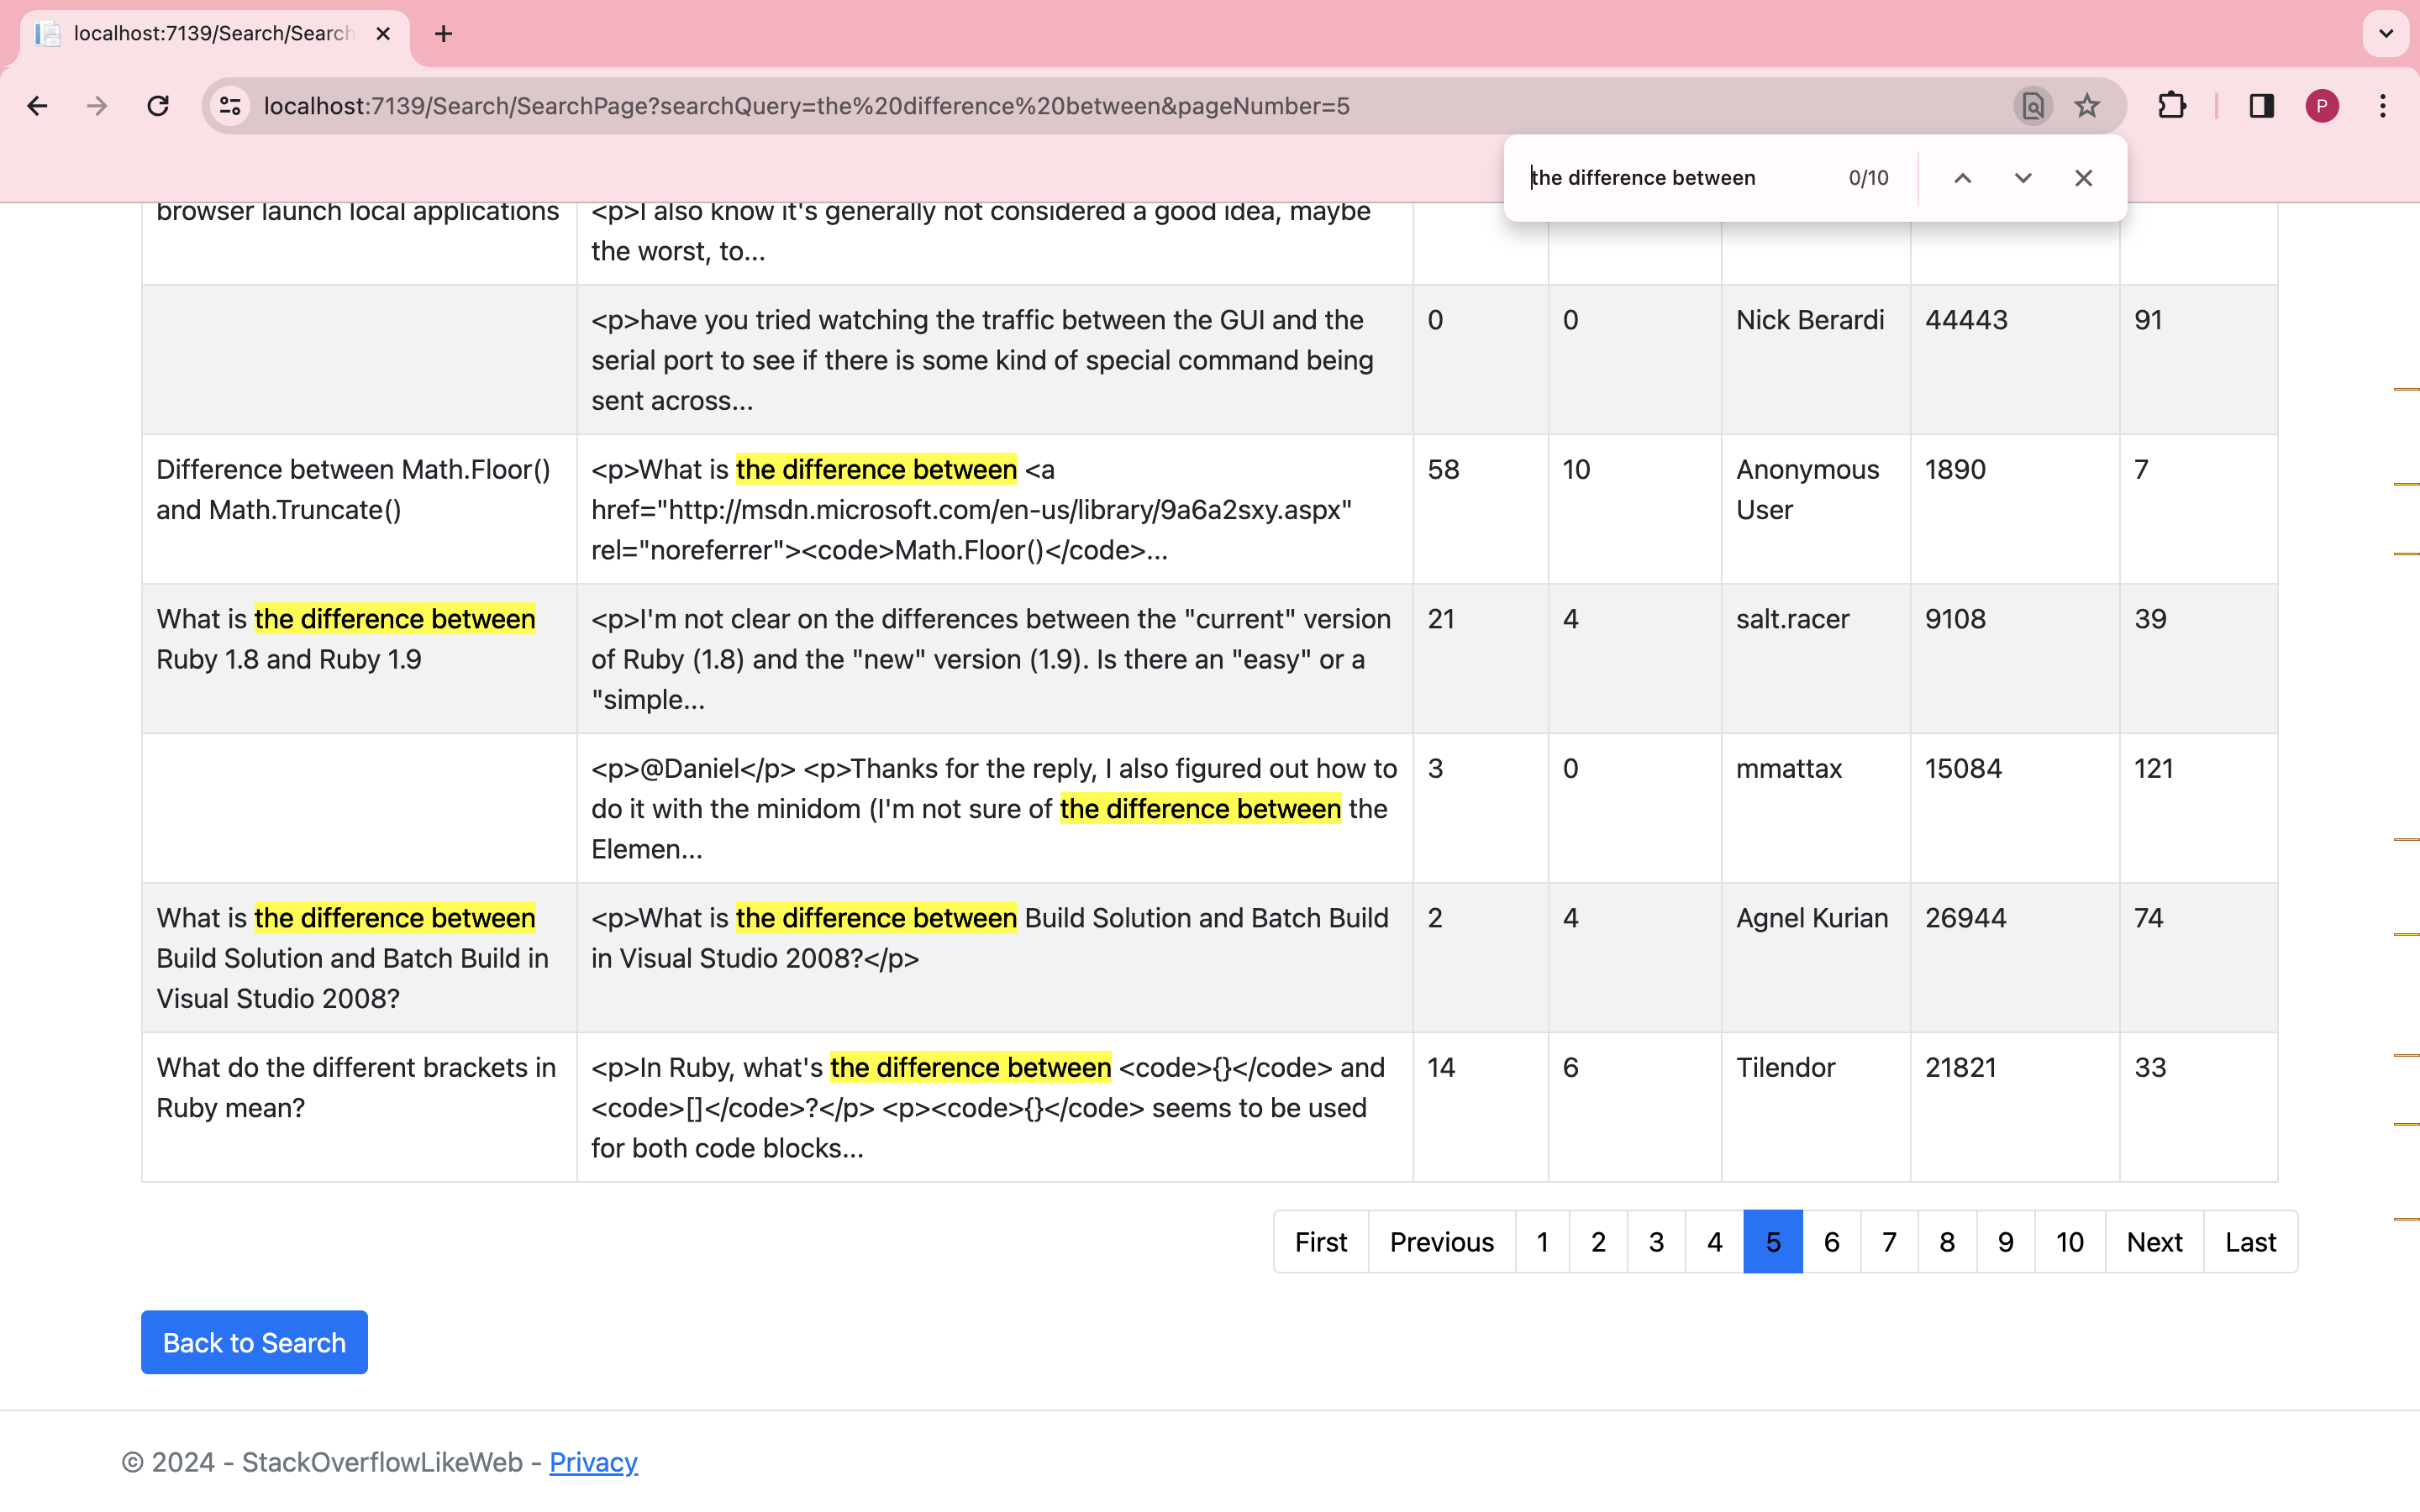 localhost:7139/Search/Search
localhost:7139/Search/SearchPage?searchQuery=the%20difference%20between&pageNumber=5
P
the difference between 0/10
browser launch local applications
<p>I also know it's generally not considered a good idea, maybe
the worst, to...
<p>have you tried watching the traffic between the GUI and the
serial port to see if there is some kind of special command being
sent across...
0
0
Nick Berardi
44443
91
Difference between Math.Floor()
and Math.Truncate()
<p>What is the difference between <a
href="http://msdn.microsoft.com/en-us/library/9a6a2sxy.aspx"
rel="noreferrer"><code>Math.Floor()</code>...
58
10
Anonymous
User
1890
7
What is the difference between
Ruby 1.8 and Ruby 1.9
<p>I'm not clear on the differences between the "current" version
of Ruby (1.8) and the "new" version (1.9). Is there an "easy" or a
"simple...
21
4
salt.racer
9108
39
<p>@Daniel</p> <p>Thanks for the reply, I also figured out how to
do it with the minidom (I'm not sure of the difference between the
Elemen...
3
0
mmattax
15084
121
What is the difference between
Build Solution and Batch Build in
Visual Studio 2008?
<p>What is the difference between Build Solution and Batch Build
in Visual Studio 2008?</p>
2
4
Agnel Kurian
26944
74
What do the different brackets in
Ruby mean?
<p>In Ruby, what's the difference between <code>{}</code> and
<code>[]</code>?</p> <p><code>{}</code> seems to be used
for both code blocks...
14
6
Tilendor
21821
33
First Previous 1 2 3 4 5 6 7 8 9 10 Next Last
Back to Search
© 2024 - StackOverflowLikeWeb - Privacy